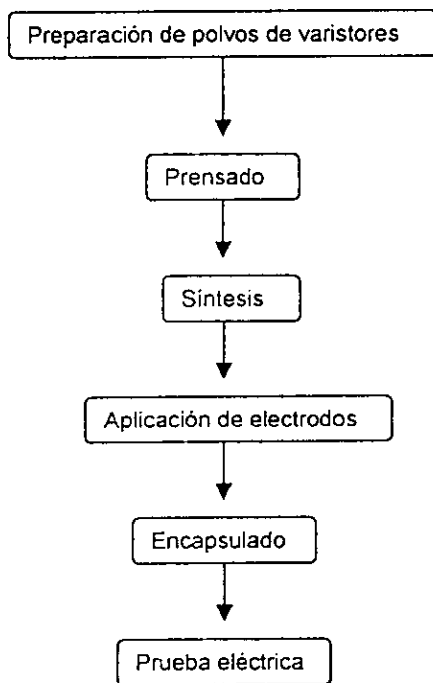 Preparación de polvos de varistores
Prensado
Síntesis
Aplicación de electrodos
Encapsulado
Prueba eléctrica